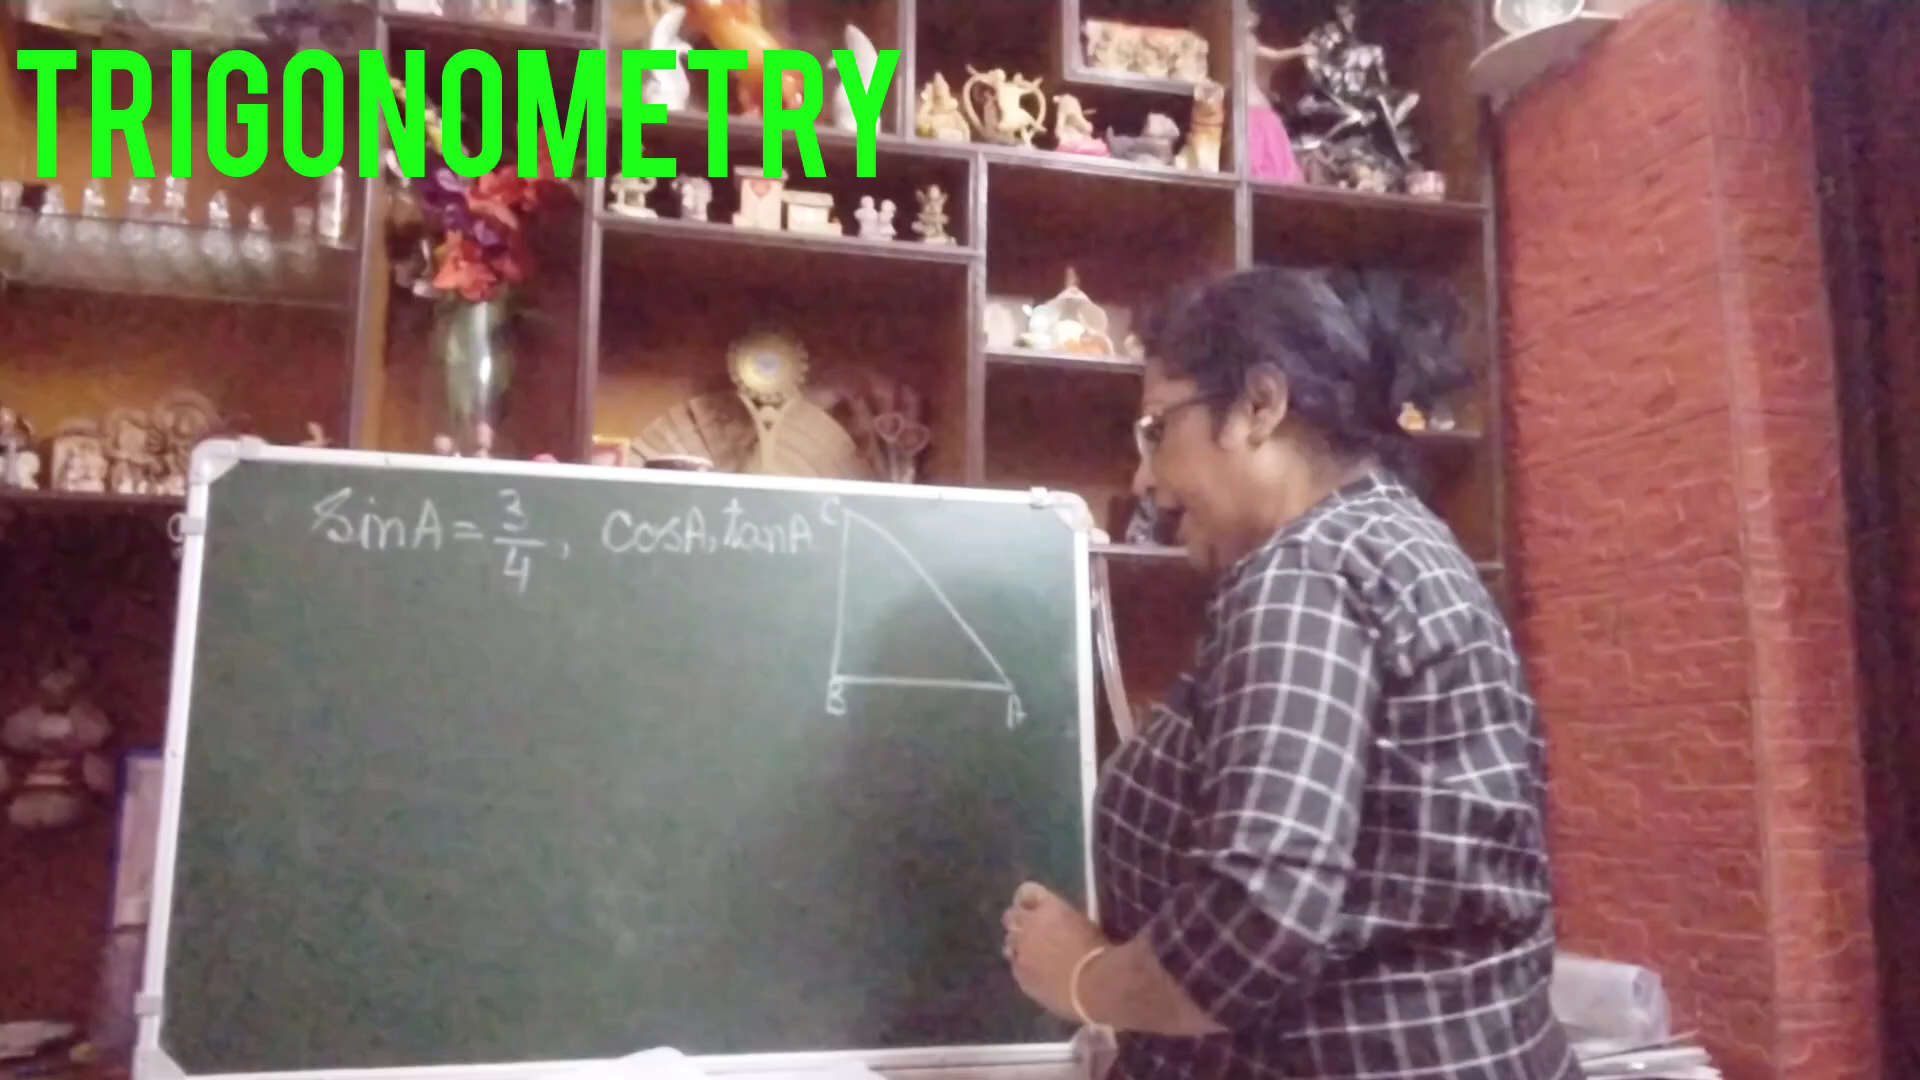 TRIGONOMETRY
sinA = 3/4, cosA, tanA
C
B A